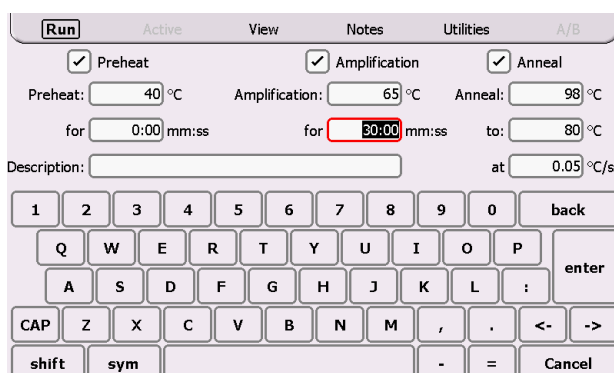 Run Active View Notes Utilities A/B
Preheat Amplification Anneal
Preheat: 40 °C Amplification: 65 °C Anneal: 98 °C
for 0:00 mm:ss for 30:00 mm:ss to: 80 °C
Description: at 0.05 °C/s
1 2 3 4 5 6 7 8 9 0 back
Q W E R T Y U I O P
enter
A S D F G H J K L :
CAP Z X C V B N M , . <- ->
shift sym - = Cancel